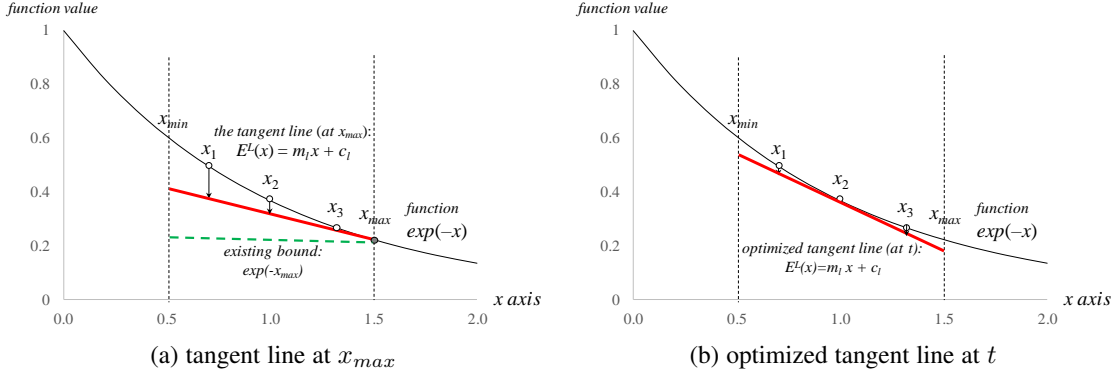 function value
1
0.8
0.6
0.4
0.2
0
0.0
0.5
1.0
1.5
2.0
x axis
x_min
the tangent line (at x_max):
E^L(x) = m_l x + c_l
x_1
x_2
x_3
x_max
function
exp(−x)
existing bound:
exp(-x_max)
(a) tangent line at x_max
function value
1
0.8
0.6
0.4
0.2
0
0.0
0.5
1.0
1.5
2.0
x axis
x_min
x_1
x_2
x_3
x_max
function
exp(−x)
optimized tangent line (at t):
E^L(x)=m_l x + c_l
(b) optimized tangent line at t